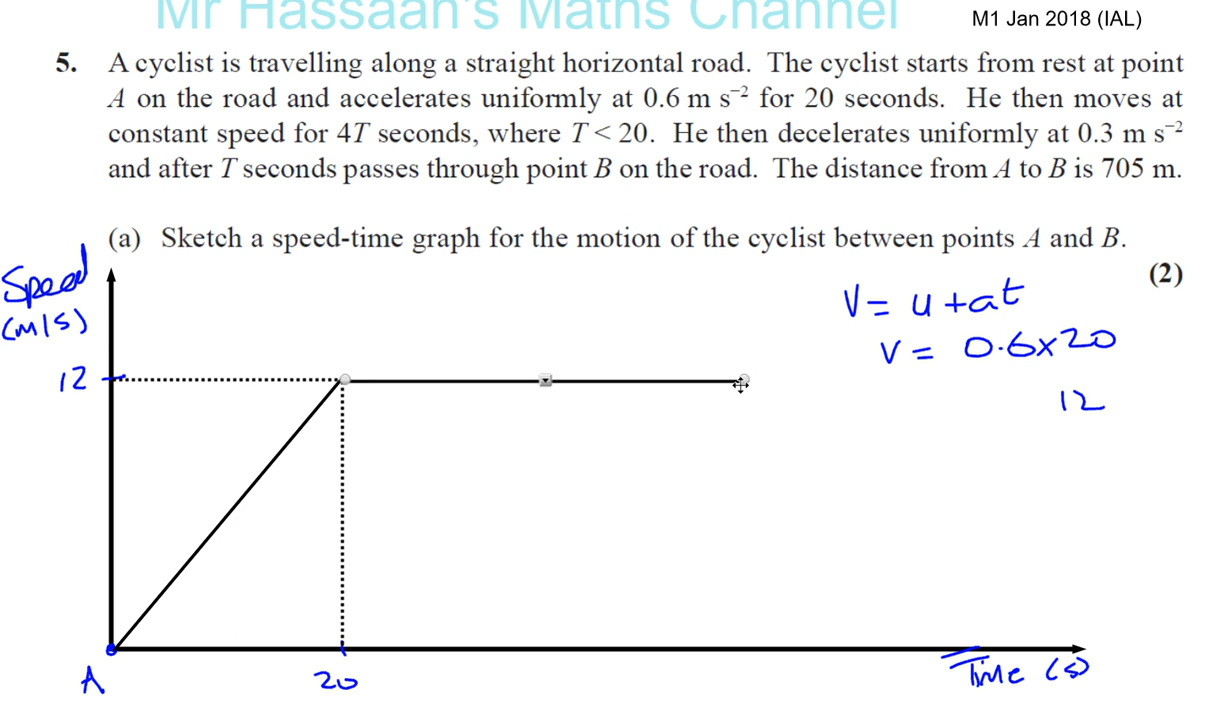 Mr Hassaan's Maths Channel
M1 Jan 2018 (IAL)
5. A cyclist is travelling along a straight horizontal road. The cyclist starts from rest at point
A on the road and accelerates uniformly at 0.6 m s⁻² for 20 seconds. He then moves at
constant speed for 4T seconds, where T < 20. He then decelerates uniformly at 0.3 m s⁻²
and after T seconds passes through point B on the road. The distance from A to B is 705 m.
(a) Sketch a speed-time graph for the motion of the cyclist between points A and B.
(2)
Speed
(m/s)
V = u + at
V = 0.6 x 20
12
12
A
20
Time (s)